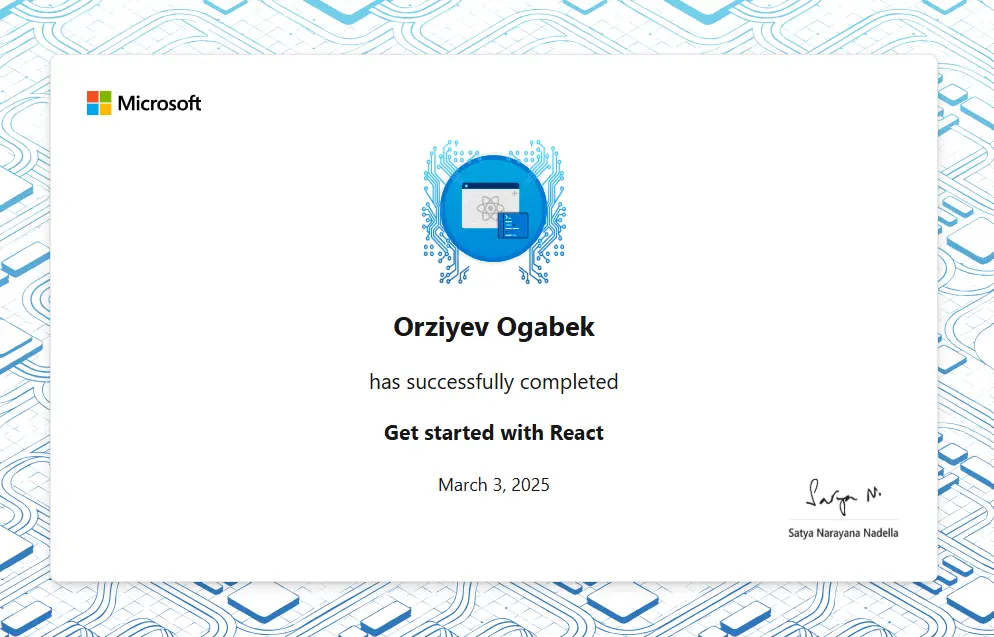 Microsoft
Orziyev Ogabek
has successfully completed
Get started with React
March 3, 2025
Satya N.
Satya Narayana Nadella